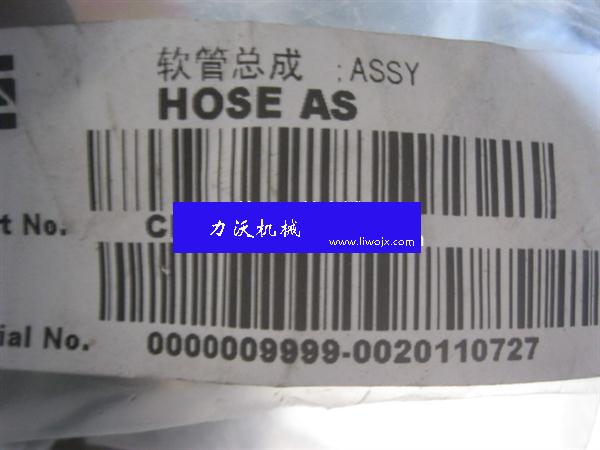 软管总成 ;ASSY
HOSE AS
t No.
力沃机械
www.liwojx.com
ial No. 0000009999-0020110727